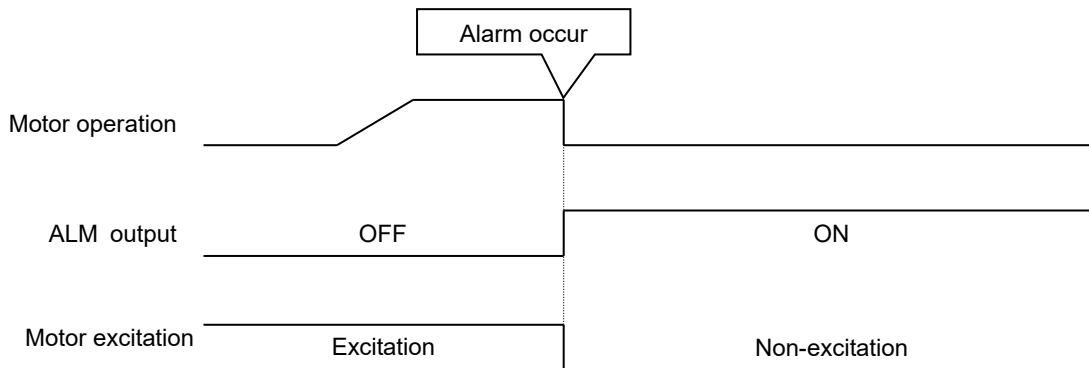 Alarm occur
Motor operation
ALM output
OFF
ON
Motor excitation
Excitation
Non-excitation